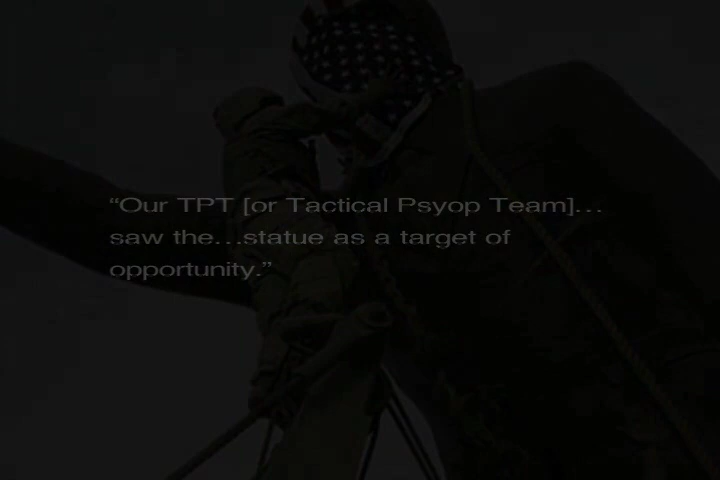 “Our TPT [or Tactical Psyop Team]…
saw the…statue as a target of
opportunity.”